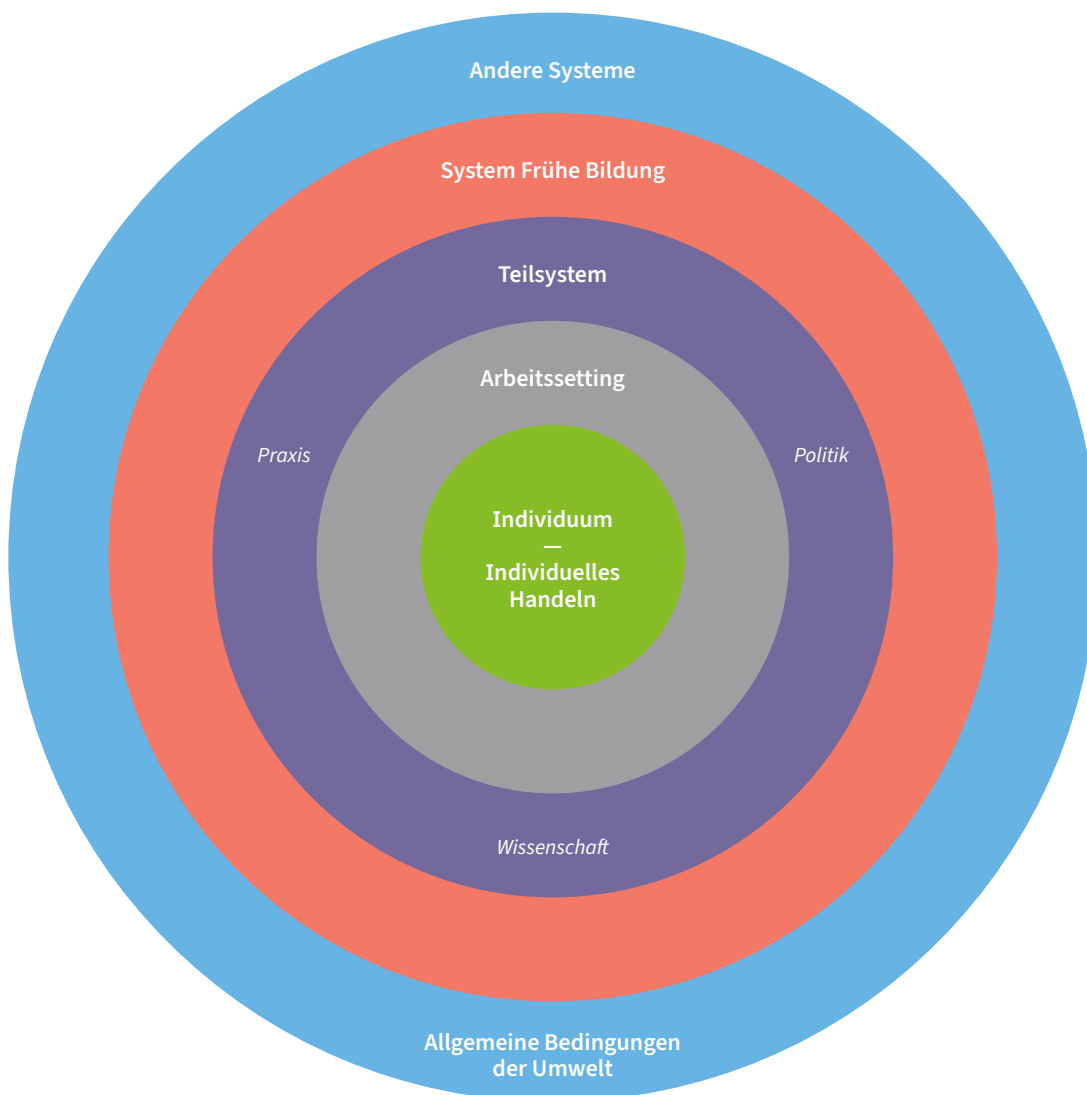 Andere Systeme
System Frühe Bildung
Teilsystem
Arbeitssetting
Praxis
Politik
Individuum
—
Individuelles
Handeln
Wissenschaft
Allgemeine Bedingungen
der Umwelt